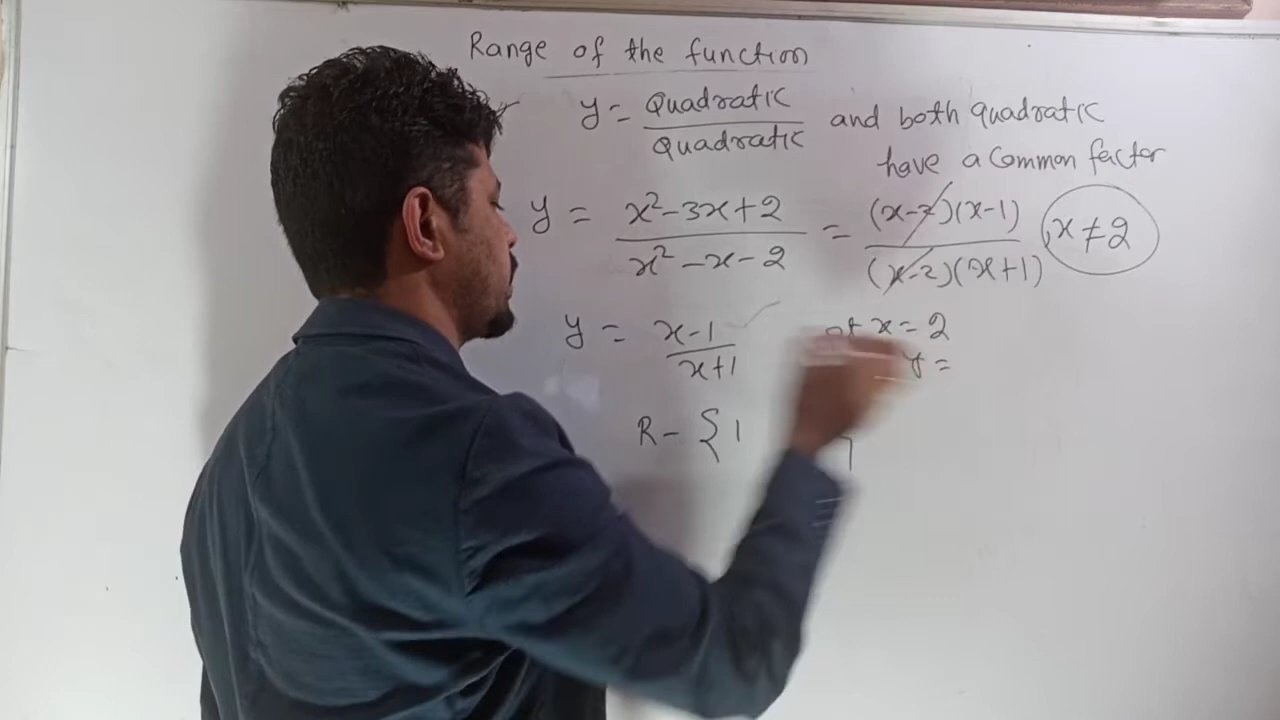 Range of the function
y = Quadratic / Quadratic and both quadratic
have a common factor
y = x²-3x+2 / x²-x-2 = (x-2)(x-1) / (x-2)(x+1) , x≠2
y = x-1 / x+1 at x=2
y =
R - { 1